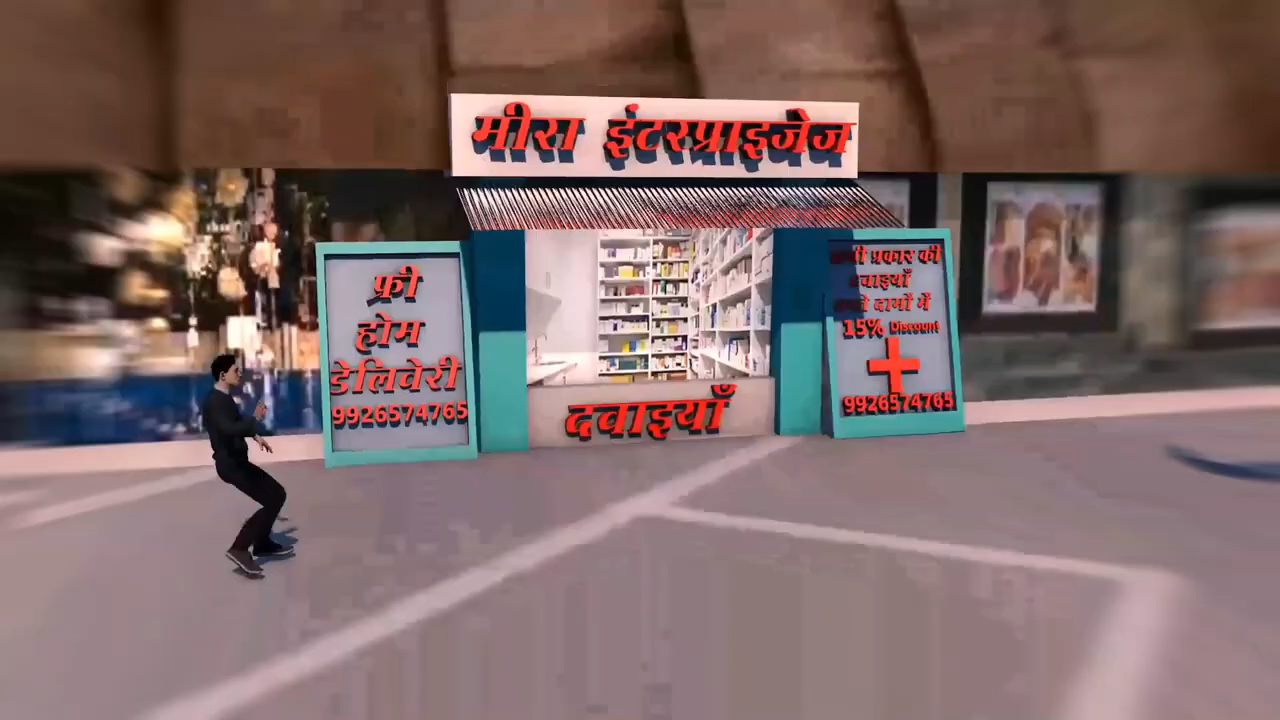 मीरा इंटरप्राइजेज
फ्री
होम
डेलिवेरी
9926574765
दवाइयाँ
प्रकार की
दवाइयाँ
दामों में
15% Discount
9926574765